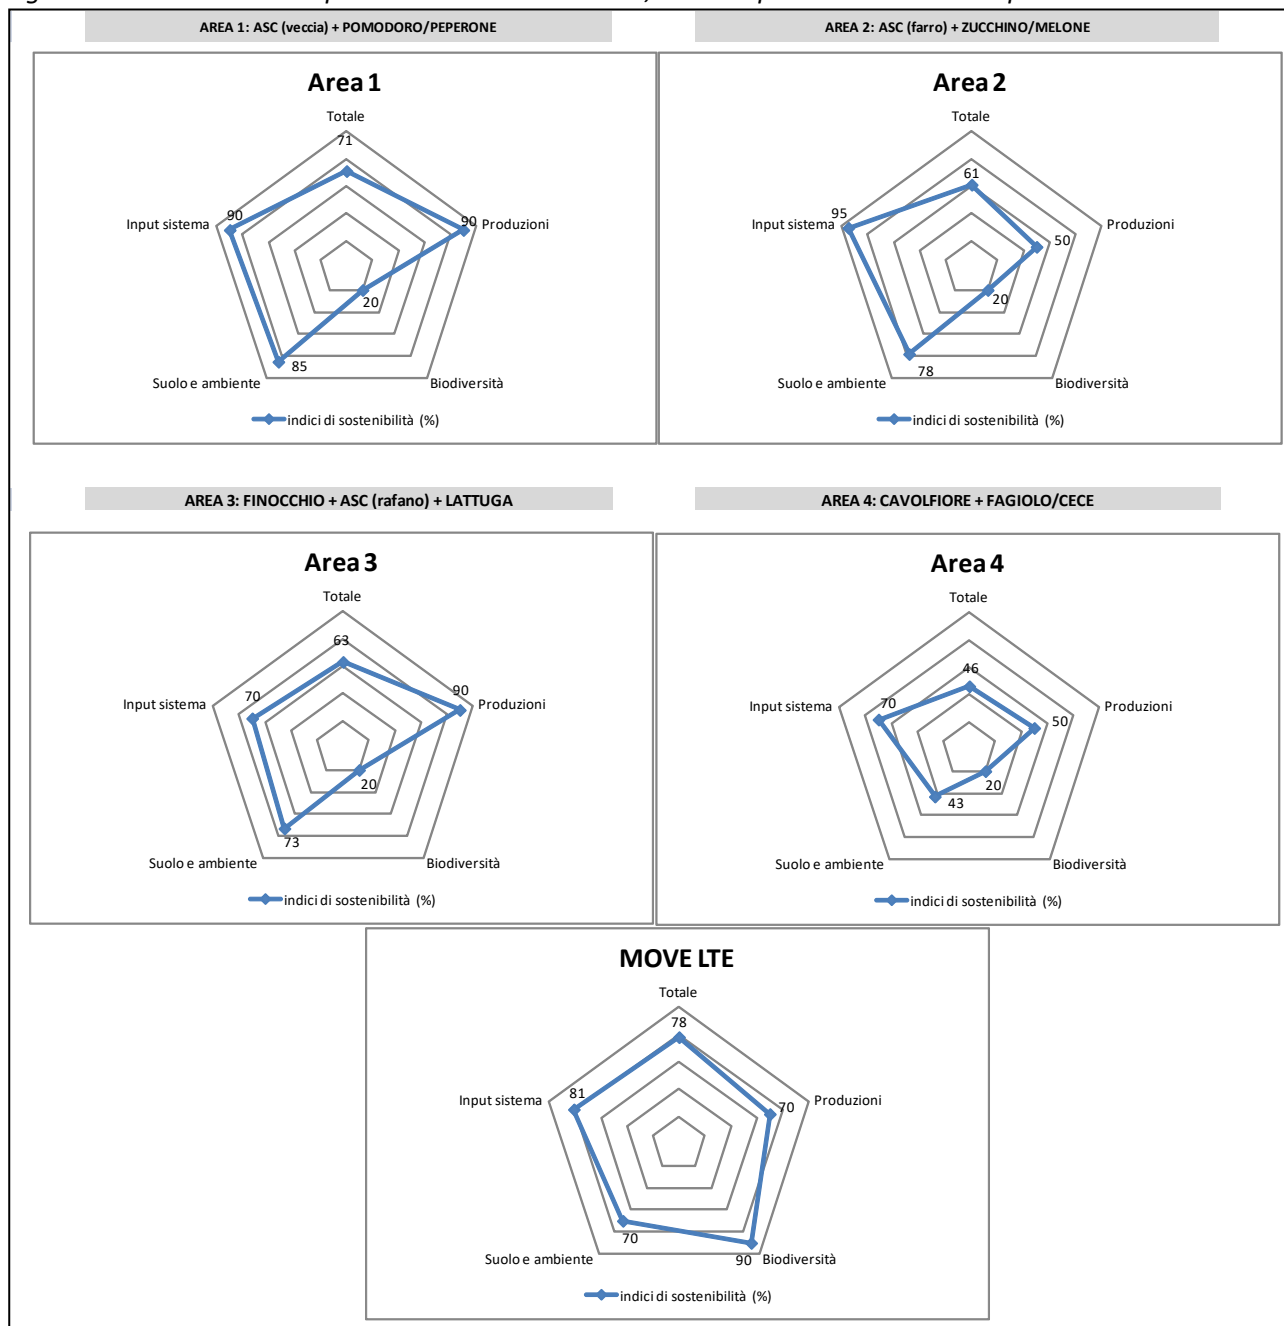 AREA 1: ASC (veccia) + POMODORO/PEPERONE
AREA 2: ASC (farro) + ZUCCHINO/MELONE
Area 1
Totale
71
Input sistema
90
90
Produzioni
20
85
Suolo e ambiente
Biodiversità
indici di sostenibilità (%)
Area 2
Totale
61
Input sistema
95
50
Produzioni
20
78
Suolo e ambiente
Biodiversità
indici di sostenibilità (%)
AREA 3: FINOCCHIO + ASC (rafano) + LATTUGA
AREA 4: CAVOLFIORE + FAGIOLO/CECE
Area 3
Totale
63
Input sistema
70
90
Produzioni
20
73
Suolo e ambiente
Biodiversità
indici di sostenibilità (%)
Area 4
Totale
46
Input sistema
70
50
Produzioni
20
43
Suolo e ambiente
Biodiversità
indici di sostenibilità (%)
MOVE LTE
Totale
78
Input sistema
81
70
Produzioni
70
90
Suolo e ambiente
Biodiversità
indici di sostenibilità (%)